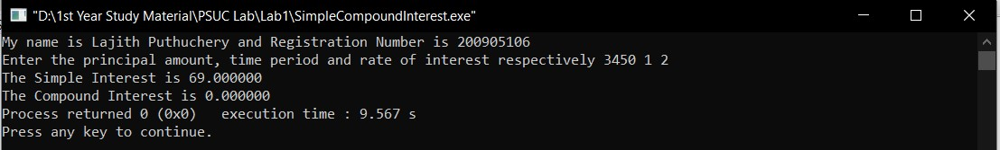 "D:\1st Year Study Material\PSUC Lab\Lab1\SimpleCompoundInterest.exe"
My name is Lajith Puthuchery and Registration Number is 200905106
Enter the principal amount, time period and rate of interest respectively 3450 1 2
The Simple Interest is 69.000000
The Compound Interest is 0.000000
Process returned 0 (0x0)   execution time : 9.567 s
Press any key to continue.